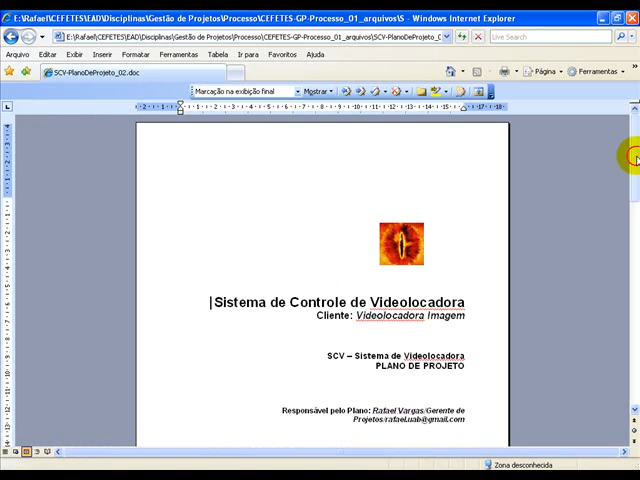 E:\Rafael\CEFETES\EAD\Disciplinas\Gestão de Projetos\Processo\CEFETES-GP-Processo_01_arquivos\S - Windows Internet Explorer
E:\Rafael\CEFETES\EAD\Disciplinas\Gestão de Projetos\Processo\CEFETES-GP-Processo_01_arquivos\SCV-PlanoDeProjeto_0
Live Search
Arquivo Editar Exibir Inserir Formatar Ferramentas Tabela Ir para Favoritos Ajuda
SCV-PlanoDeProjeto_02.doc
Página Ferramentas
Marcação na exibição final Mostrar
Sistema de Controle de Videolocadora
Cliente: Videolocadora Imagem
SCV – Sistema de Videolocadora
PLANO DE PROJETO
Responsável pelo Plano: Rafael Vargas/Gerente de
Projetos/rafael.uab@gmail.com
Zona desconhecida